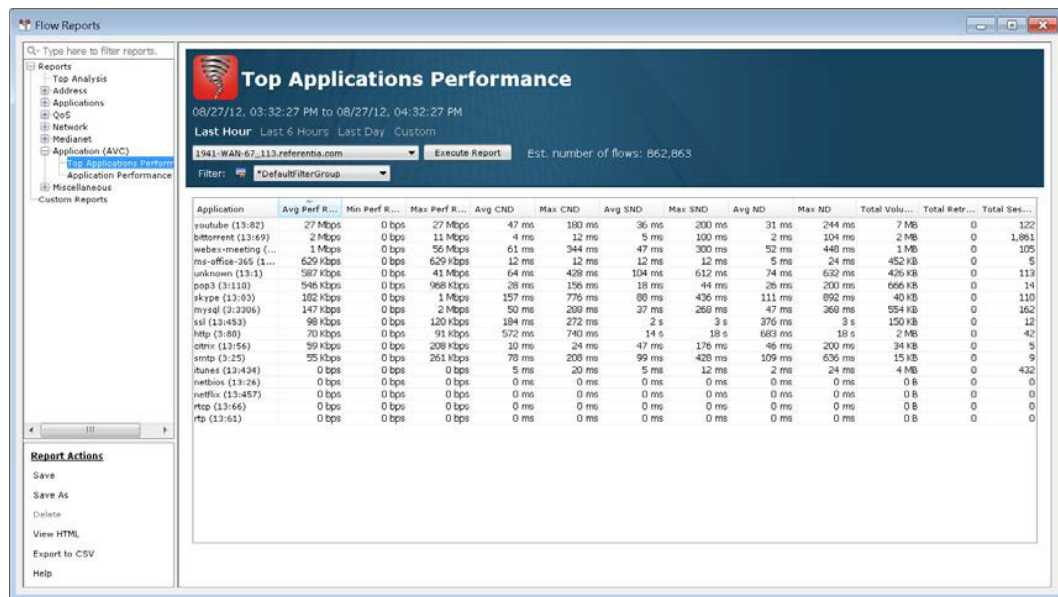 Flow Reports
Type here to filter reports.
Reports
Top Analysis
Address
Applications
QoS
Network
Medianet
Application (AVC)
Top Applications Perform
Application Performance
Miscellaneous
Custom Reports
Report Actions
Save
Save As
Delete
View HTML
Export to CSV
Help
Top Applications Performance
08/27/12, 03:32:27 PM to 08/27/12, 04:32:27 PM
Last Hour Last 6 Hours Last Day Custom
1941-WAN-67_113.referentia.com Execute Report Est. number of flows: 862,863
Filter: *DefaultFilterGroup
Application Avg Perf R... Min Perf R... Max Perf R... Avg CND Max CND Avg SND Max SND Avg ND Max ND Total Volu... Total Retr... Total Ses...
youtube (13:82) 27 Mbps 0 bps 27 Mbps 47 ms 180 ms 36 ms 200 ms 31 ms 244 ms 7 MB 0 122
bittorrent (13:69) 2 Mbps 0 bps 11 Mbps 4 ms 12 ms 5 ms 100 ms 2 ms 104 ms 2 MB 0 1,861
webex-meeting (... 1 Mbps 0 bps 56 Mbps 61 ms 344 ms 47 ms 300 ms 52 ms 448 ms 1 MB 0 105
ms-office-365 (1... 629 Kbps 0 bps 629 Kbps 12 ms 12 ms 12 ms 12 ms 5 ms 24 ms 452 KB 0 5
unknown (13:1) 587 Kbps 0 bps 41 Mbps 64 ms 428 ms 104 ms 612 ms 74 ms 632 ms 426 KB 0 113
pop3 (3:110) 546 Kbps 0 bps 968 Kbps 28 ms 156 ms 18 ms 44 ms 26 ms 200 ms 666 KB 0 14
skype (13:83) 182 Kbps 0 bps 1 Mbps 157 ms 776 ms 88 ms 436 ms 111 ms 892 ms 40 KB 0 110
mysql (3:3306) 147 Kbps 0 bps 2 Mbps 50 ms 288 ms 37 ms 268 ms 47 ms 368 ms 554 KB 0 162
ssl (13:453) 98 Kbps 0 bps 120 Kbps 184 ms 272 ms 2 s 3 s 376 ms 3 s 150 KB 0 12
http (3:80) 70 Kbps 0 bps 91 Kbps 572 ms 740 ms 14 s 18 s 683 ms 18 s 2 MB 0 42
citrix (13:56) 59 Kbps 0 bps 208 Kbps 10 ms 24 ms 47 ms 176 ms 46 ms 200 ms 34 KB 0 5
smtp (3:25) 55 Kbps 0 bps 261 Kbps 78 ms 208 ms 99 ms 428 ms 109 ms 636 ms 15 KB 0 9
itunes (13:434) 0 bps 0 bps 0 bps 5 ms 20 ms 5 ms 12 ms 2 ms 24 ms 4 MB 0 432
netbios (13:26) 0 bps 0 bps 0 bps 0 ms 0 ms 0 ms 0 ms 0 ms 0 ms 0 B 0 0
netflix (13:457) 0 bps 0 bps 0 bps 0 ms 0 ms 0 ms 0 ms 0 ms 0 ms 0 B 0 0
rtcp (13:66) 0 bps 0 bps 0 bps 0 ms 0 ms 0 ms 0 ms 0 ms 0 ms 0 B 0 0
rtp (13:61) 0 bps 0 bps 0 bps 0 ms 0 ms 0 ms 0 ms 0 ms 0 ms 0 B 0 0